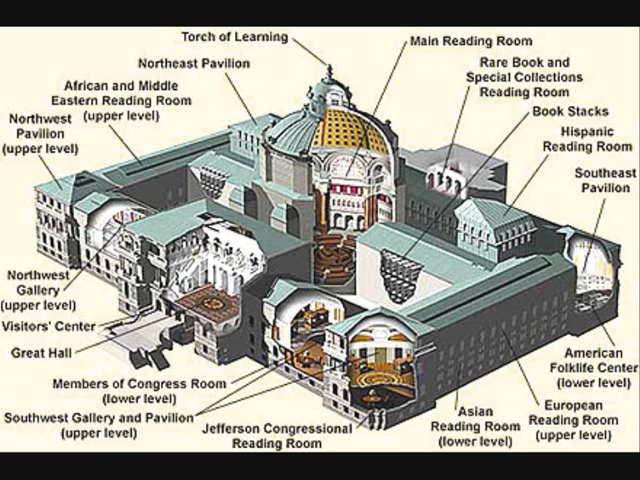 Torch of Learning
Main Reading Room
Northeast Pavilion
Rare Book and
Special Collections
Reading Room
African and Middle
Eastern Reading Room
(upper level)
Book Stacks
Northwest
Pavilion
(upper level)
Hispanic
Reading Room
Southeast
Pavilion
Northwest
Gallery
(upper level)
Visitors' Center
Great Hall
American
Folklife Center
(lower level)
Members of Congress Room
(lower level)
Southwest Gallery and Pavilion
(upper level)
Jefferson Congressional
Reading Room
Asian
Reading Room
(lower level)
European
Reading Room
(upper level)